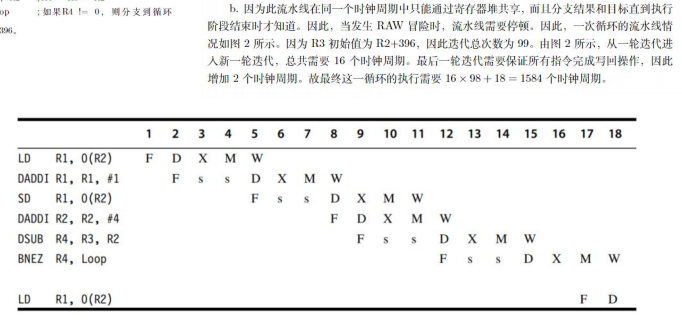 op ; 如果R4 != 0, 则分支到循环
396。
b. 因为此流水线在同一个时钟周期中只能通过寄存器堆共享，而且分支结果和目标直到执行
阶段结束时才知道。因此，当发生 RAW 冒险时，流水线需要停顿。因此，一次循环的流水线情
况如图 2 所示。因为 R3 初始值为 R2+396，因此迭代总次数为 99。由图 2 所示，从一轮迭代进
入新一轮迭代，总共需要 16 个时钟周期。最后一轮迭代需要保证所有指令完成写回操作，因此
增加 2 个时钟周期。故最终这一循环的执行需要 16 × 98 + 18 = 1584 个时钟周期。
1 2 3 4 5 6 7 8 9 10 11 12 13 14 15 16 17 18
LD R1, 0(R2) F D X M W
DADDI R1, R1, #1 F s s D X M W
SD R1, 0(R2) F s s D X M W
DADDI R2, R2, #4 F D X M W
DSUB R4, R3, R2 F s s D X M W
BNEZ R4, Loop F s s D X M W
LD R1, 0(R2) F D